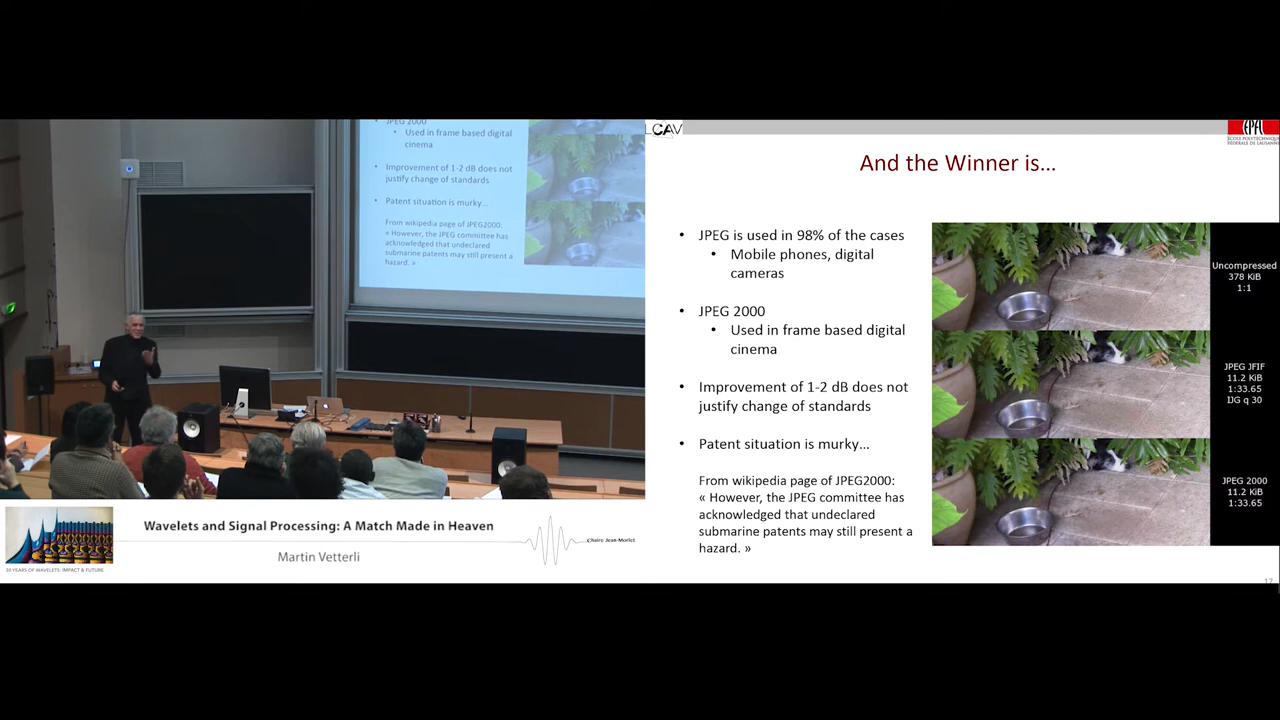 JPEG 2000
• Used in frame based digital
cinema
• Improvement of 1-2 dB does not
justify change of standards
• Patent situation is murky...
From wikipedia page of JPEG2000:
« However, the JPEG committee has
acknowledged that undeclared
submarine patents may still present a
hazard. »
Wavelets and Signal Processing: A Match Made in Heaven
Martin Vetterli
Chaire Jean-Morlet
30 YEARS OF WAVELETS: IMPACT & FUTURE
LCAV
EPFL
ÉCOLE POLYTECHNIQUE
FÉDÉRALE DE LAUSANNE
And the Winner is...
• JPEG is used in 98% of the cases
• Mobile phones, digital
cameras
• JPEG 2000
• Used in frame based digital
cinema
• Improvement of 1-2 dB does not
justify change of standards
• Patent situation is murky...
From wikipedia page of JPEG2000:
« However, the JPEG committee has
acknowledged that undeclared
submarine patents may still present a
hazard. »
Uncompressed
378 KiB
1:1
JPEG JFIF
11.2 KiB
1:33.65
IJG q 30
JPEG 2000
11.2 KiB
1:33.65
17